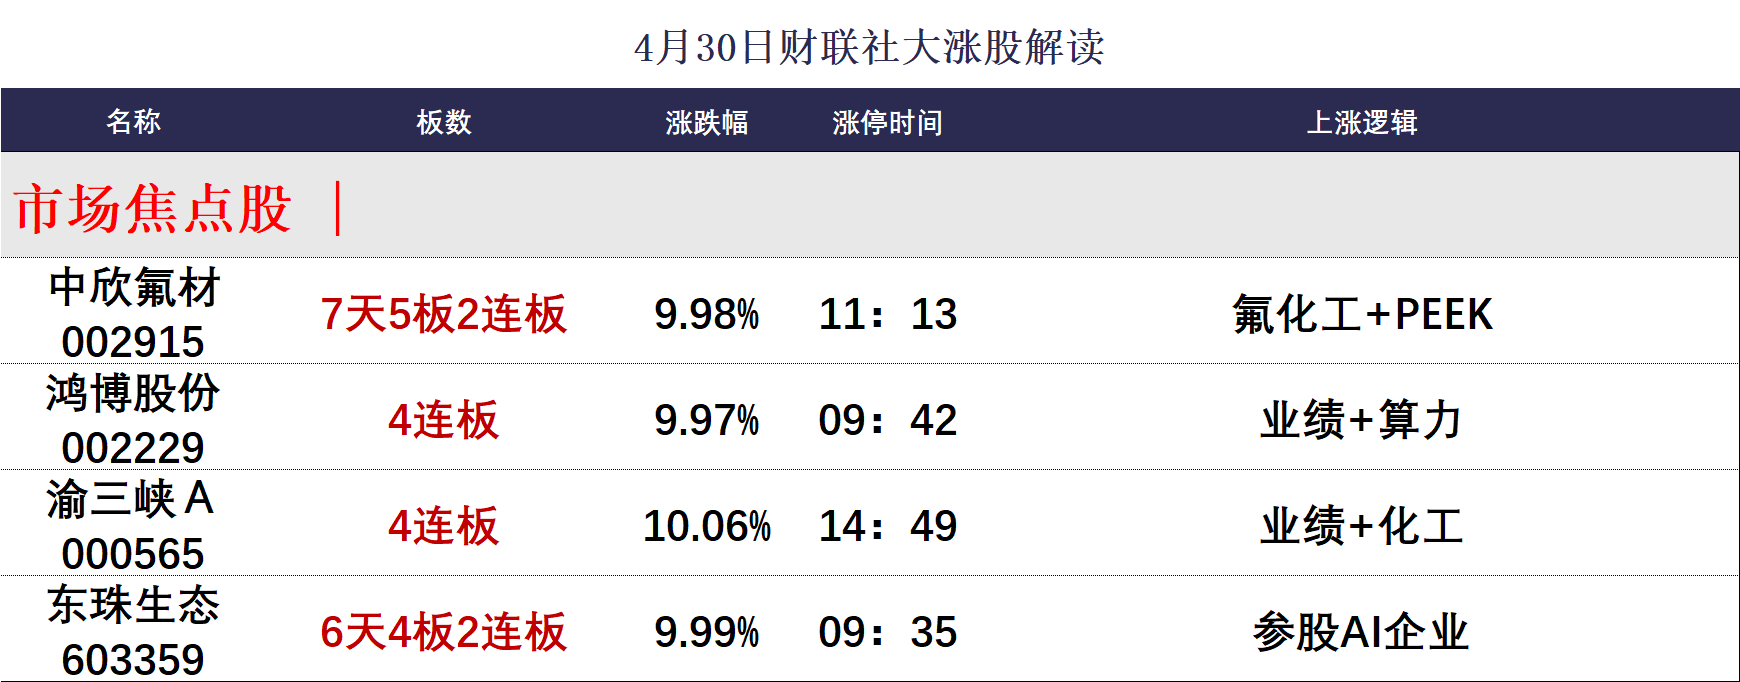 4月30日财联社大涨股解读
名称 板数 涨跌幅 涨停时间 上涨逻辑
市场焦点股 ｜
中欣氟材
002915 7天5板2连板 9.98% 11：13 氟化工+PEEK
鸿博股份
002229 4连板 9.97% 09：42 业绩+算力
渝三峡Ａ
000565 4连板 10.06% 14：49 业绩+化工
东珠生态
603359 6天4板2连板 9.99% 09：35 参股AI企业